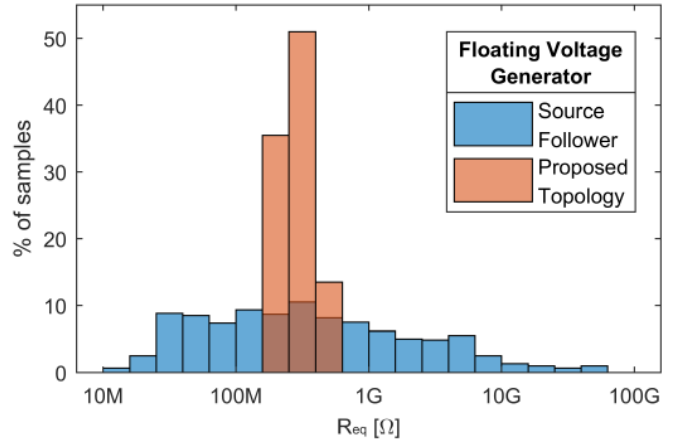 % of samples
50
40
30
20
10
0
Floating Voltage
Generator
Source
Follower
Proposed
Topology
10M
100M
1G
10G
100G
Req [Ω]